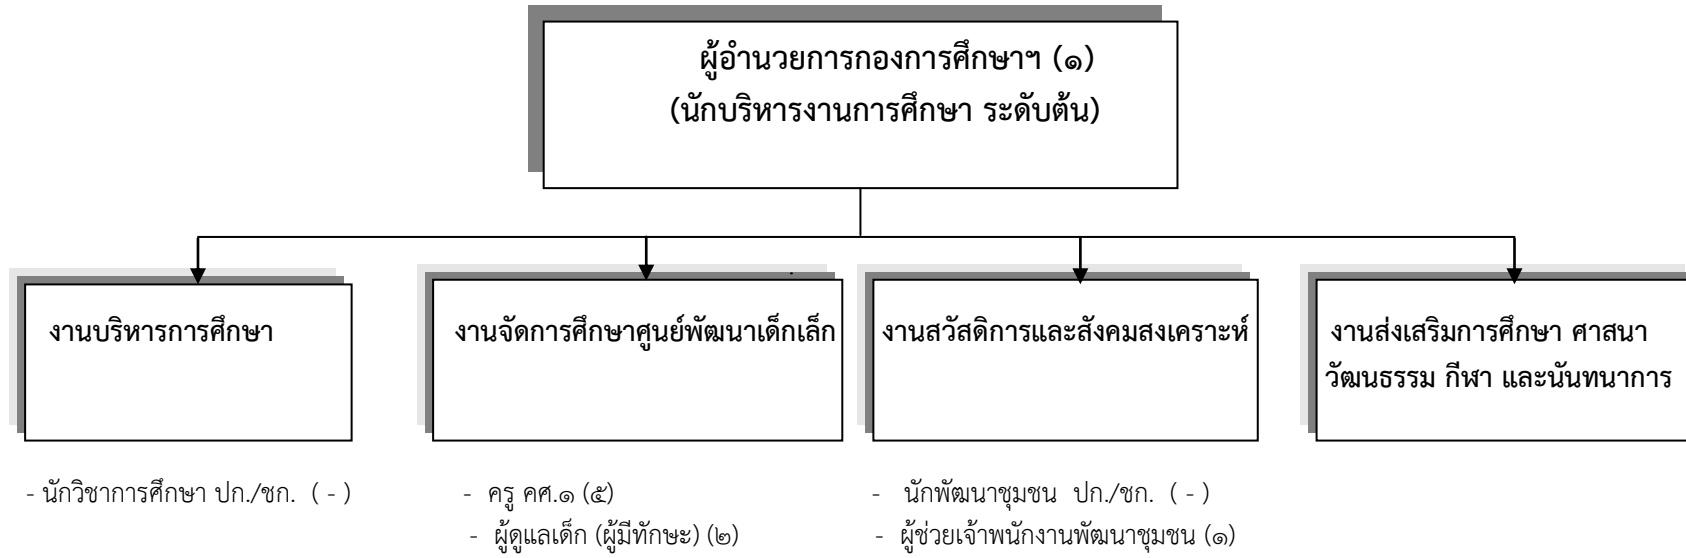 ผู้อำนวยการกองการศึกษาฯ (๑)
(นักบริหารงานการศึกษา ระดับต้น)
งานบริหารการศึกษา
งานจัดการศึกษาศูนย์พัฒนาเด็กเล็ก
งานสวัสดิการและสังคมสงเคราะห์
งานส่งเสริมการศึกษา ศาสนา
วัฒนธรรม กีฬา และนันทนาการ
- นักวิชาการศึกษา ปก./ชก. ( - )
- ครู คศ.๑ (๕)
- ผู้ดูแลเด็ก (ผู้มีทักษะ) (๒)
- นักพัฒนาชุมชน ปก./ชก. ( - )
- ผู้ช่วยเจ้าพนักงานพัฒนาชุมชน (๑)